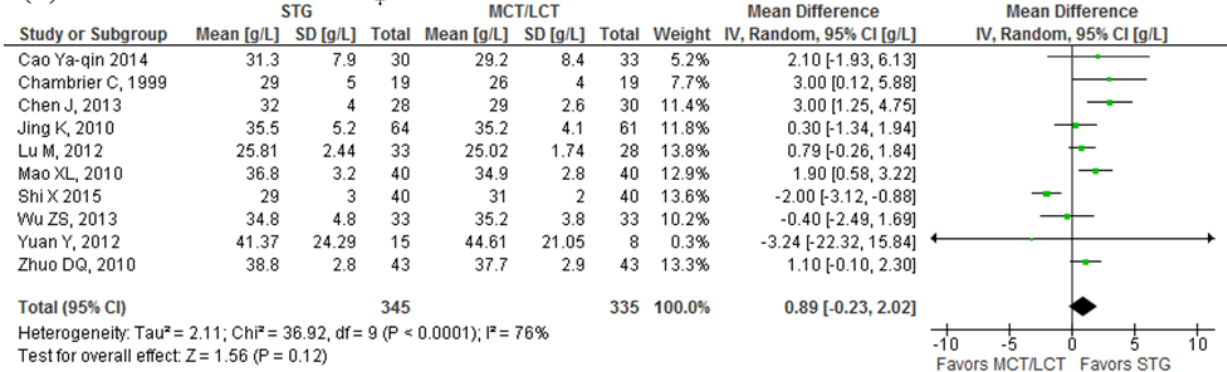 STG MCT/LCT Mean Difference Mean Difference
Study or Subgroup Mean [g/L] SD [g/L] Total Mean [g/L] SD [g/L] Total Weight IV, Random, 95% CI [g/L] IV, Random, 95% CI [g/L]
Cao Ya-qin 2014 31.3 7.9 30 29.2 8.4 33 5.2% 2.10 [-1.93, 6.13]
Chambrier C, 1999 29 5 19 26 4 19 7.7% 3.00 [0.12, 5.88]
Chen J, 2013 32 4 28 29 2.6 30 11.4% 3.00 [1.25, 4.75]
Jing K, 2010 35.5 5.2 64 35.2 4.1 61 11.8% 0.30 [-1.34, 1.94]
Lu M, 2012 25.81 2.44 33 25.02 1.74 28 13.8% 0.79 [-0.26, 1.84]
Mao XL, 2010 36.8 3.2 40 34.9 2.8 40 12.6% 1.90 [0.58, 3.22]
Shi X 2015 29 3 40 31 2 40 13.6% -2.00 [-3.12, -0.88]
Wu ZS, 2013 34.8 4.8 33 35.2 3.8 33 10.2% -0.40 [-2.49, 1.69]
Yuan Y, 2012 41.37 24.29 15 44.61 21.05 8 0.3% -3.24 [-22.32, 15.84]
Zhuo DQ, 2010 38.8 2.8 43 37.7 2.9 43 13.3% 1.10 [-0.10, 2.30]
Total (95% CI) 345 335 100.0% 0.89 [-0.23, 2.02]
Heterogeneity: Tau² = 2.11; Chi² = 36.92, df = 9 (P < 0.0001); I² = 76%
Test for overall effect: Z = 1.56 (P = 0.12)
-10 -5 0 5 10
Favors MCT/LCT Favors STG